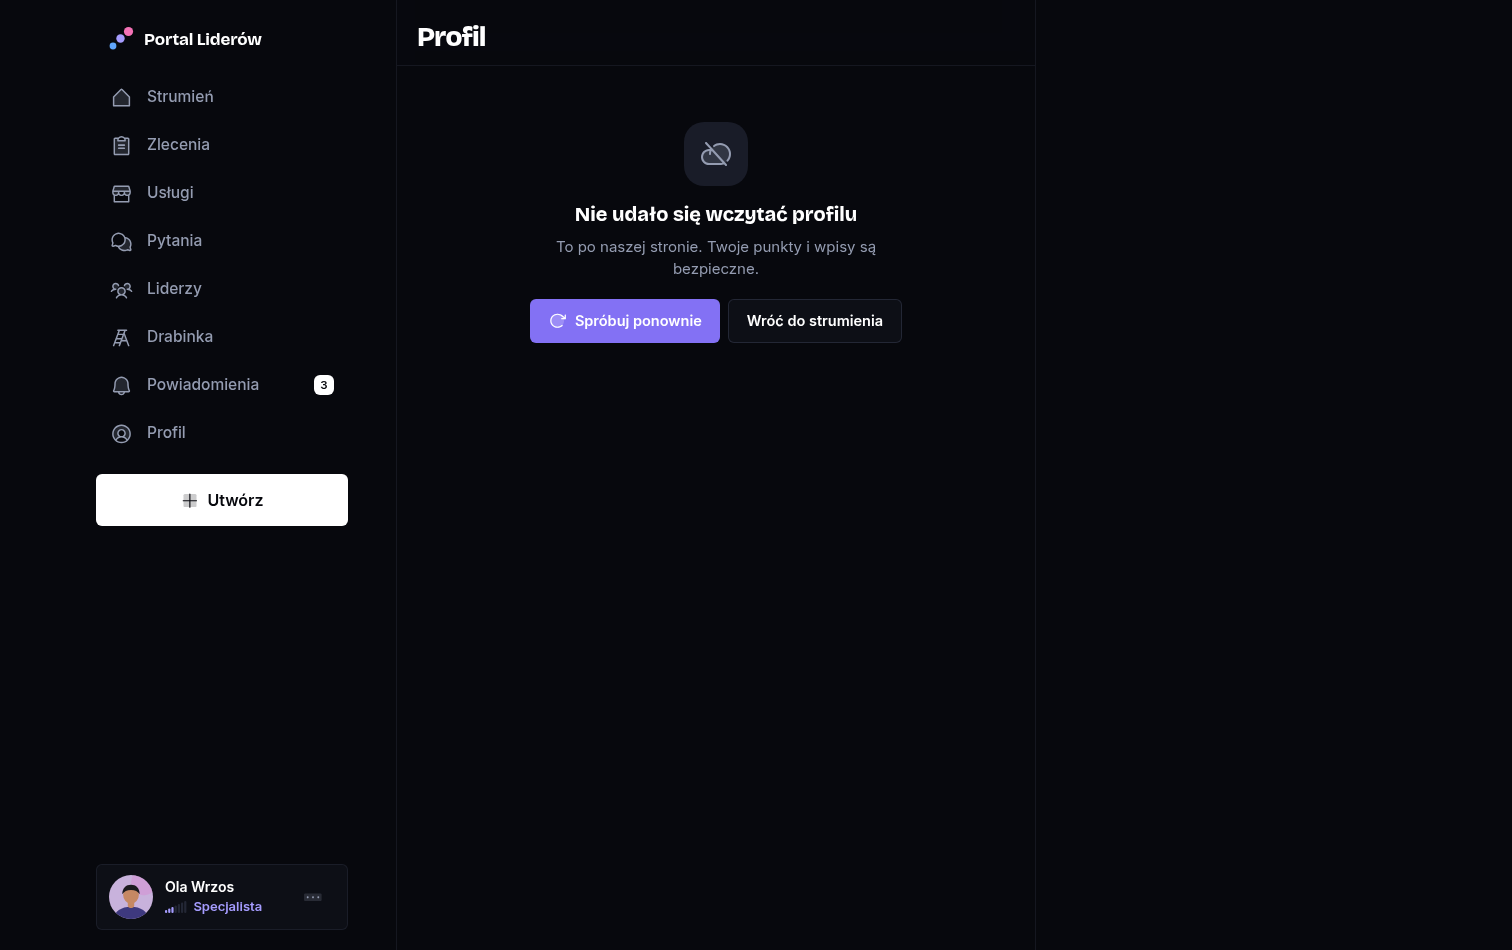 Portal Liderów
Strumień
Zlecenia
Usługi
Pytania
Liderzy
Drabinka
Powiadomienia
3
Profil
Utwórz
Ola Wrzos
Specjalista
Profil
Nie udało się wczytać profilu
To po naszej stronie. Twoje punkty i wpisy są
bezpieczne.
Spróbuj ponownie
Wróć do strumienia